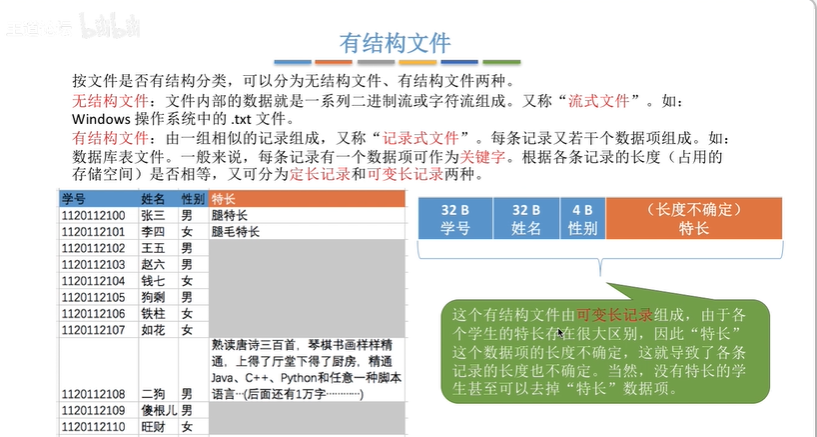 bilibili
有结构文件
按文件是否有结构分类，可以分为无结构文件、有结构文件两种。
无结构文件：文件内部的数据就是一系列二进制流或字符流组成。又称“流式文件”。如：
Windows 操作系统中的 .txt 文件。
有结构文件：由一组相似的记录组成，又称“记录式文件”。每条记录又若干个数据项组成。如：
数据库表文件。一般来说，每条记录有一个数据项可作为关键字。根据各条记录的长度（占用的
存储空间）是否相等，又可分为定长记录和可变长记录两种。
学号 姓名 性别 特长
1120112100 张三 男 腿特长
1120112101 李四 女 腿毛特长
1120112102 王五 男
1120112103 赵六 男
1120112104 钱七 女
1120112105 狗剩 男
1120112106 铁柱 女
1120112107 如花 女
熟读唐诗三百首，琴棋书画样样精
通，上得了厅堂下得了厨房，精通
Java、C++、Python和任意一种脚本
1120112108 二狗 男 语言…(后面还有1万字…………)
1120112109 傻根儿 男
1120112110 旺财 女
32 B 32 B 4 B （长度不确定）
学号 姓名 性别 特长
这个有结构文件由可变长记录组成，由于各
个学生的特长存在很大区别，因此“特长”
这个数据项的长度不确定，这就导致了各条
记录的长度也不确定。当然，没有特长的学
生甚至可以去掉“特长”数据项。